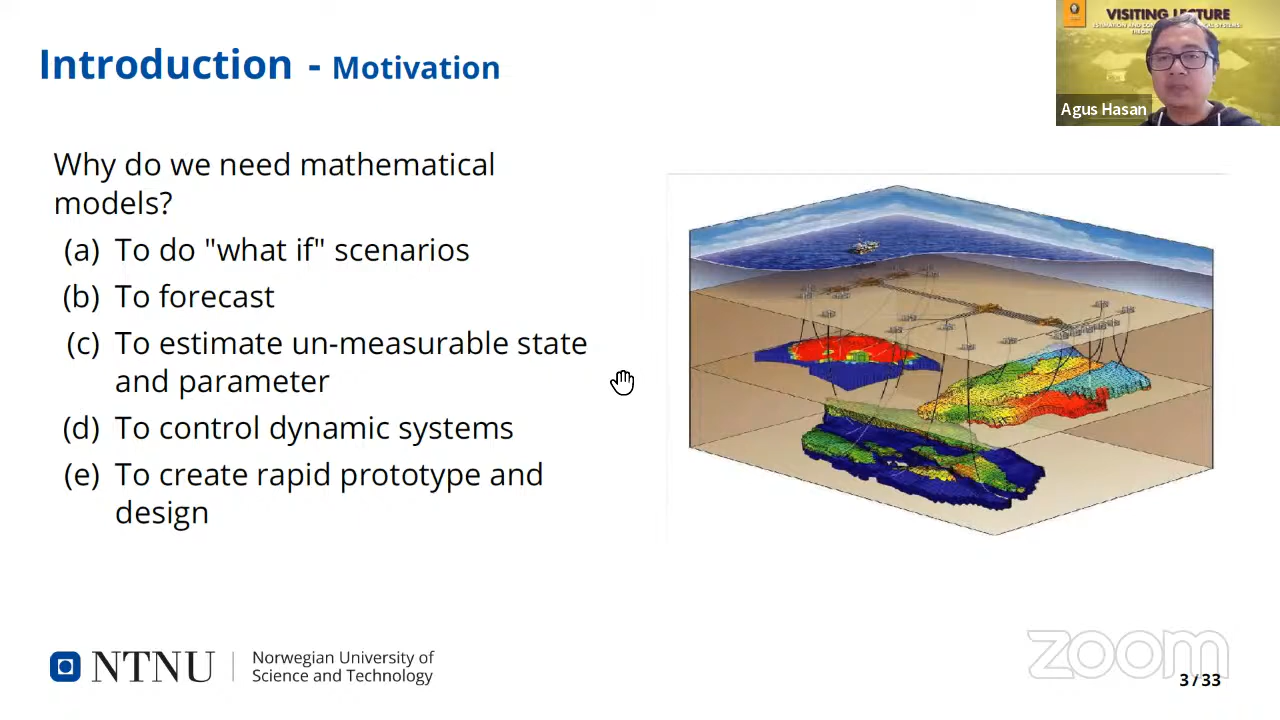 Introduction - Motivation
VISITING LECTURE
Agus Hasan
Why do we need mathematical
models?
(a) To do "what if" scenarios
(b) To forecast
(c) To estimate un-measurable state
and parameter
(d) To control dynamic systems
(e) To create rapid prototype and
design
NTNU
Norwegian University of
Science and Technology
zoom
3 / 33